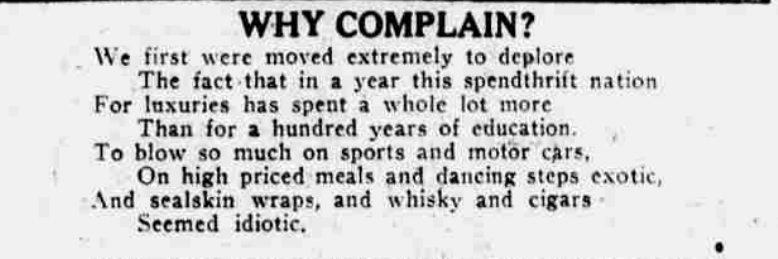 WHY COMPLAIN?
We first were moved extremely to deplore
The fact that in a year this spendthrift nation
For luxuries has spent a whole lot more
Than for a hundred years of education.
To blow so much on sports and motor cars,
On high priced meals and dancing steps exotic,
And sealskin wraps, and whisky and cigars
Seemed idiotic.